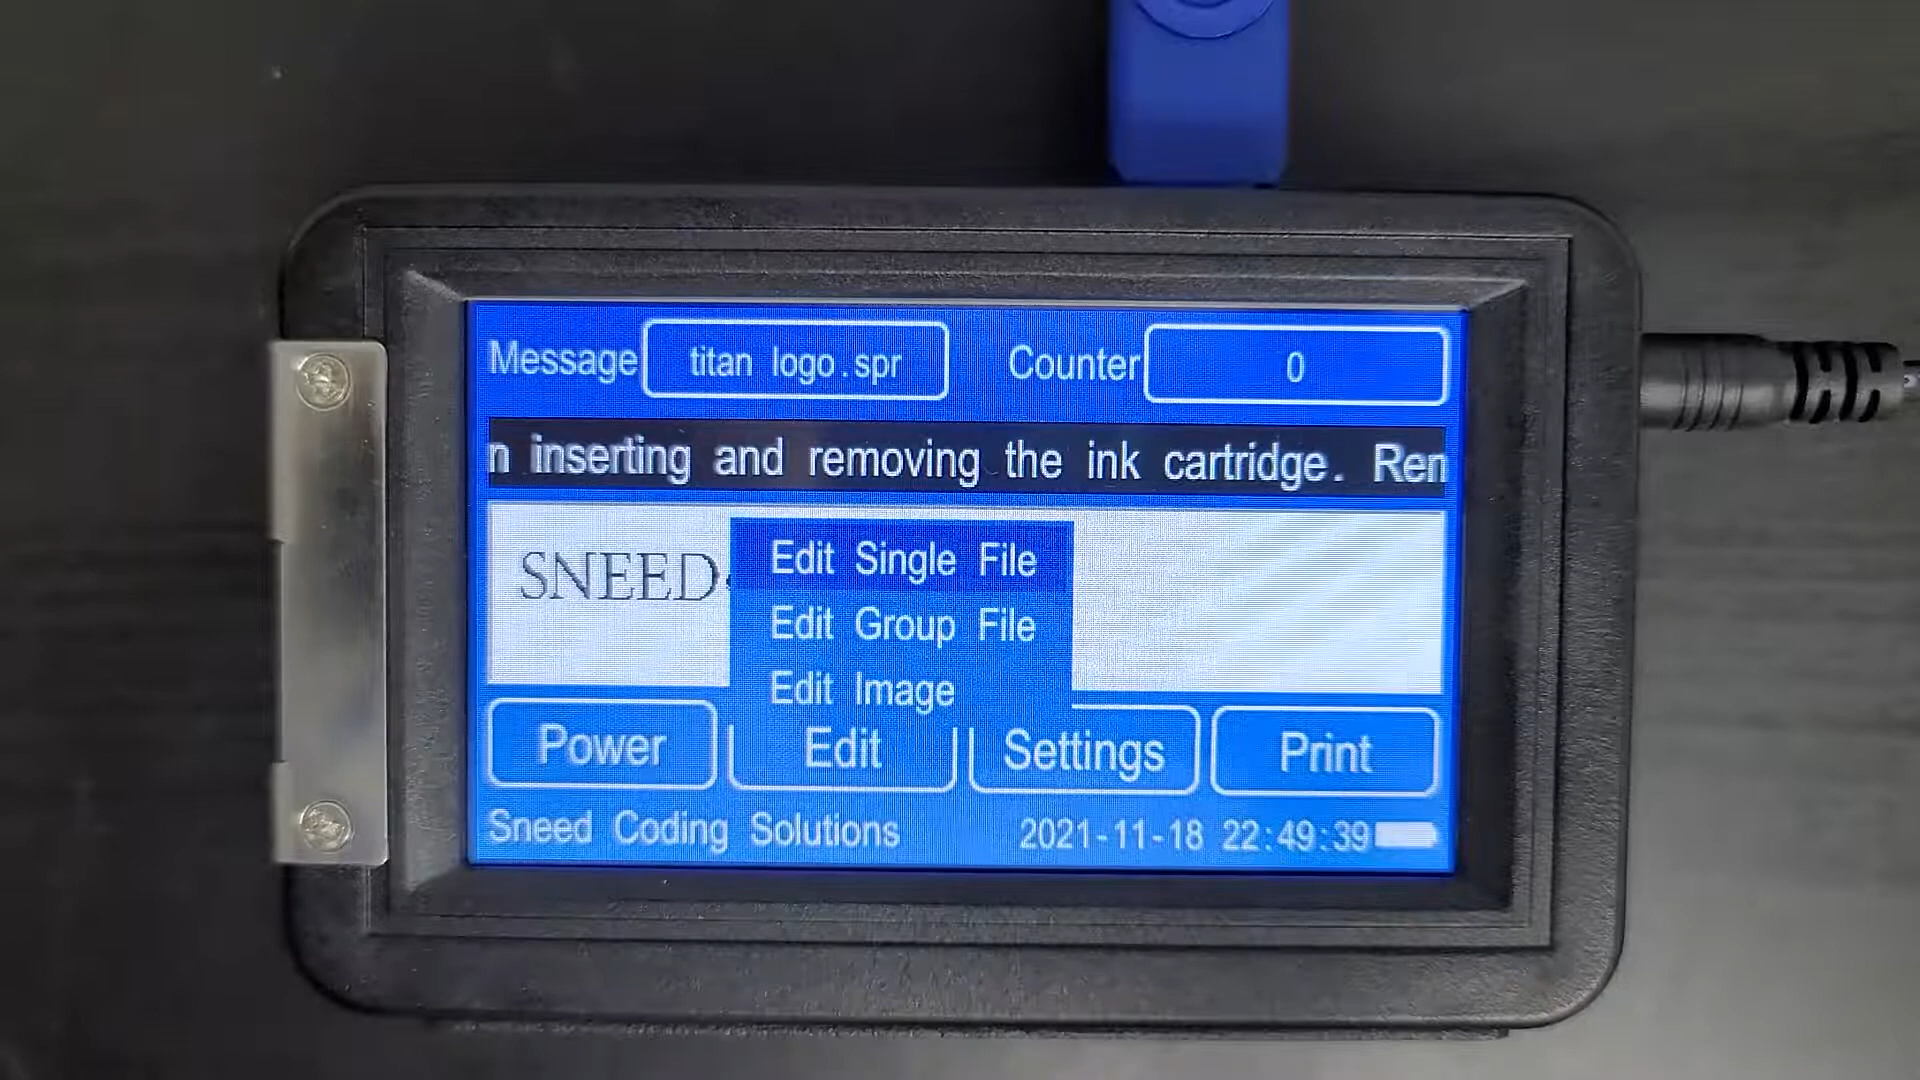 Message titan logo.spr Counter 0
inserting and removing the ink cartridge.
SNEED
Edit Single File
Edit Group File
Edit Image
Power Edit Settings Print
Sneed Coding Solutions 2021-11-18 22:49:39